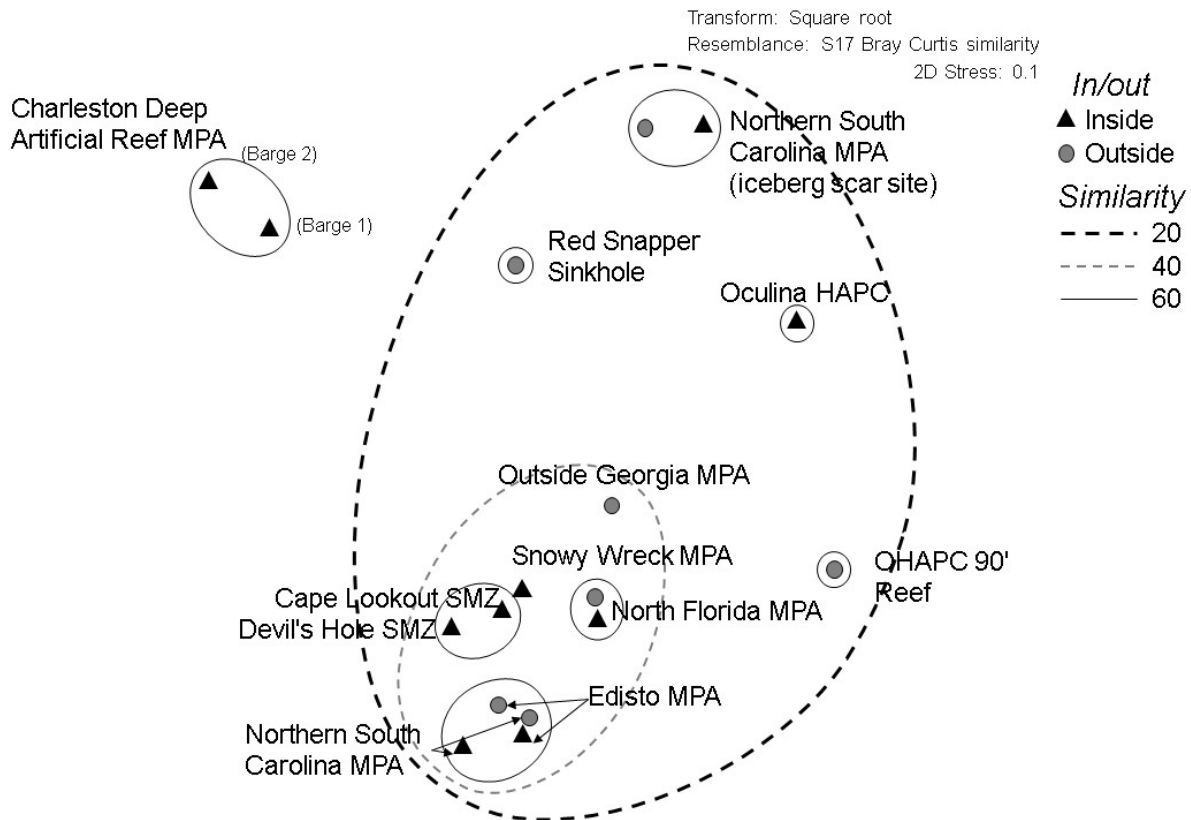 Transform: Square root
Resemblance: S17 Bray Curtis similarity
2D Stress: 0.1
In/out
Inside
Outside
Similarity
20
40
60
Charleston Deep
Artificial Reef MPA
(Barge 2)
(Barge 1)
Northern South
Carolina MPA
(iceberg scar site)
Red Snapper
Sinkhole
Oculina HAPC
Outside Georgia MPA
Snowy Wreck MPA
OHAPC 90'
Reef
Cape Lookout SMZ
North Florida MPA
Devil's Hole SMZ
Edisto MPA
Northern South
Carolina MPA